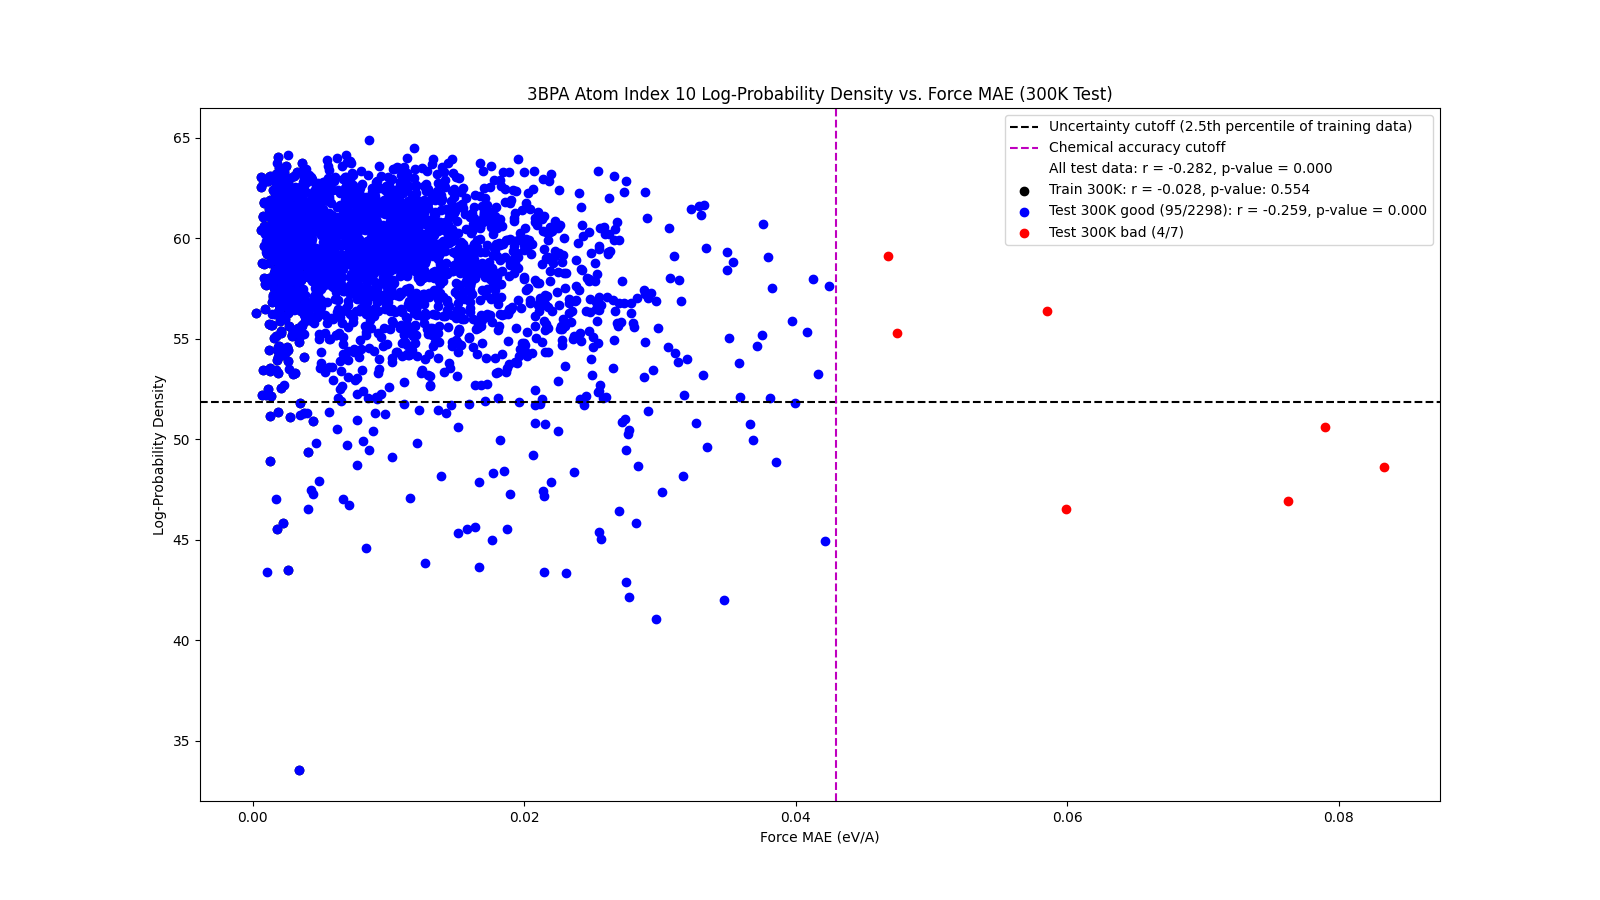 3BPA Atom Index 10 Log-Probability Density vs. Force MAE (300K Test)
Uncertainty cutoff (2.5th percentile of training data)
Chemical accuracy cutoff
All test data: r = -0.282, p-value = 0.000
Train 300K: r = -0.028, p-value: 0.554
Test 300K good (95/2298): r = -0.259, p-value = 0.000
Test 300K bad (4/7)
Log-Probability Density
65
60
55
50
45
40
35
0.00
0.02
0.04
0.06
0.08
Force MAE (eV/A)